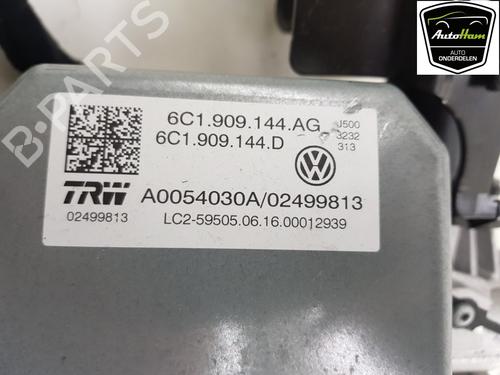 AutoHam
AUTO
ONDERDELEN
6C1.909.144.AG
J500
6C1.909.144.D
3232
313
TRW
A0054030A/02499813
02499813
LC2-59505.06.16.00012939
B-PARTS